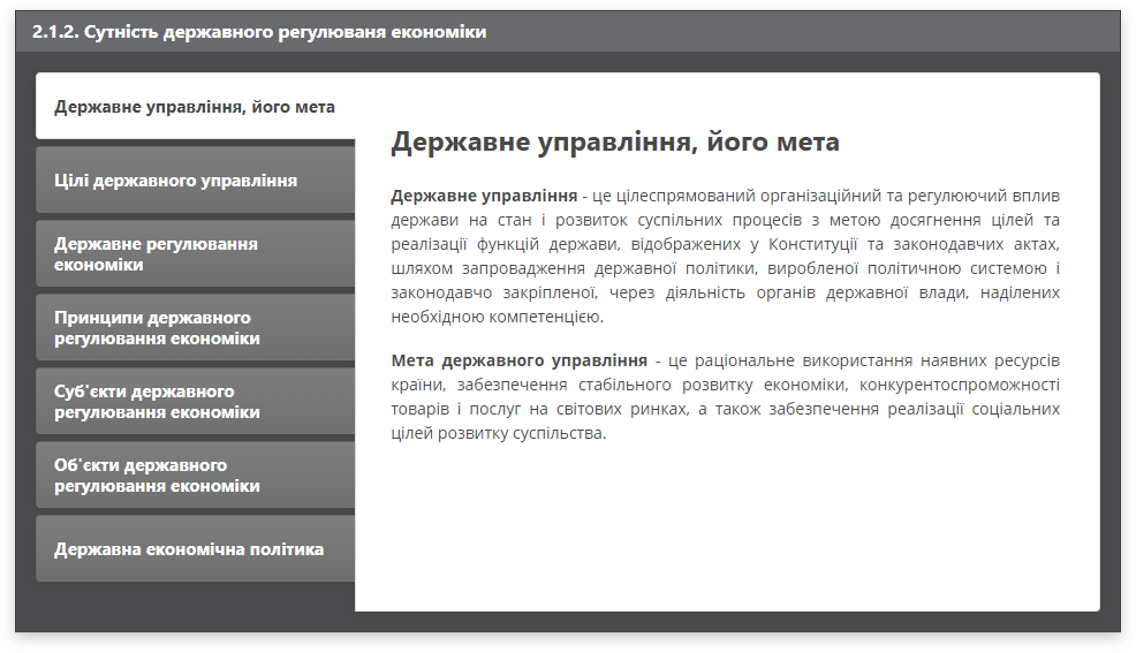 2.1.2. Сутність державного регулюваня економіки
Державне управління, його мета
Цілі державного управління
Державне регулювання
економіки
Принципи державного
регулювання економіки
Суб'єкти державного
регулювання економіки
Об'єкти державного
регулювання економіки
Державна економічна політика
Державне управління, його мета
Державне управління - це цілеспрямований організаційний та регулюючий вплив
держави на стан і розвиток суспільних процесів з метою досягнення цілей та
реалізації функцій держави, відображених у Конституції та законодавчих актах,
шляхом запровадження державної політики, виробленої політичною системою і
законодавчо закріпленої, через діяльність органів державної влади, наділених
необхідною компетенцією.
Мета державного управління - це раціональне використання наявних ресурсів
країни, забезпечення стабільного розвитку економіки, конкурентоспроможності
товарів і послуг на світових ринках, а також забезпечення реалізації соціальних
цілей розвитку суспільства.